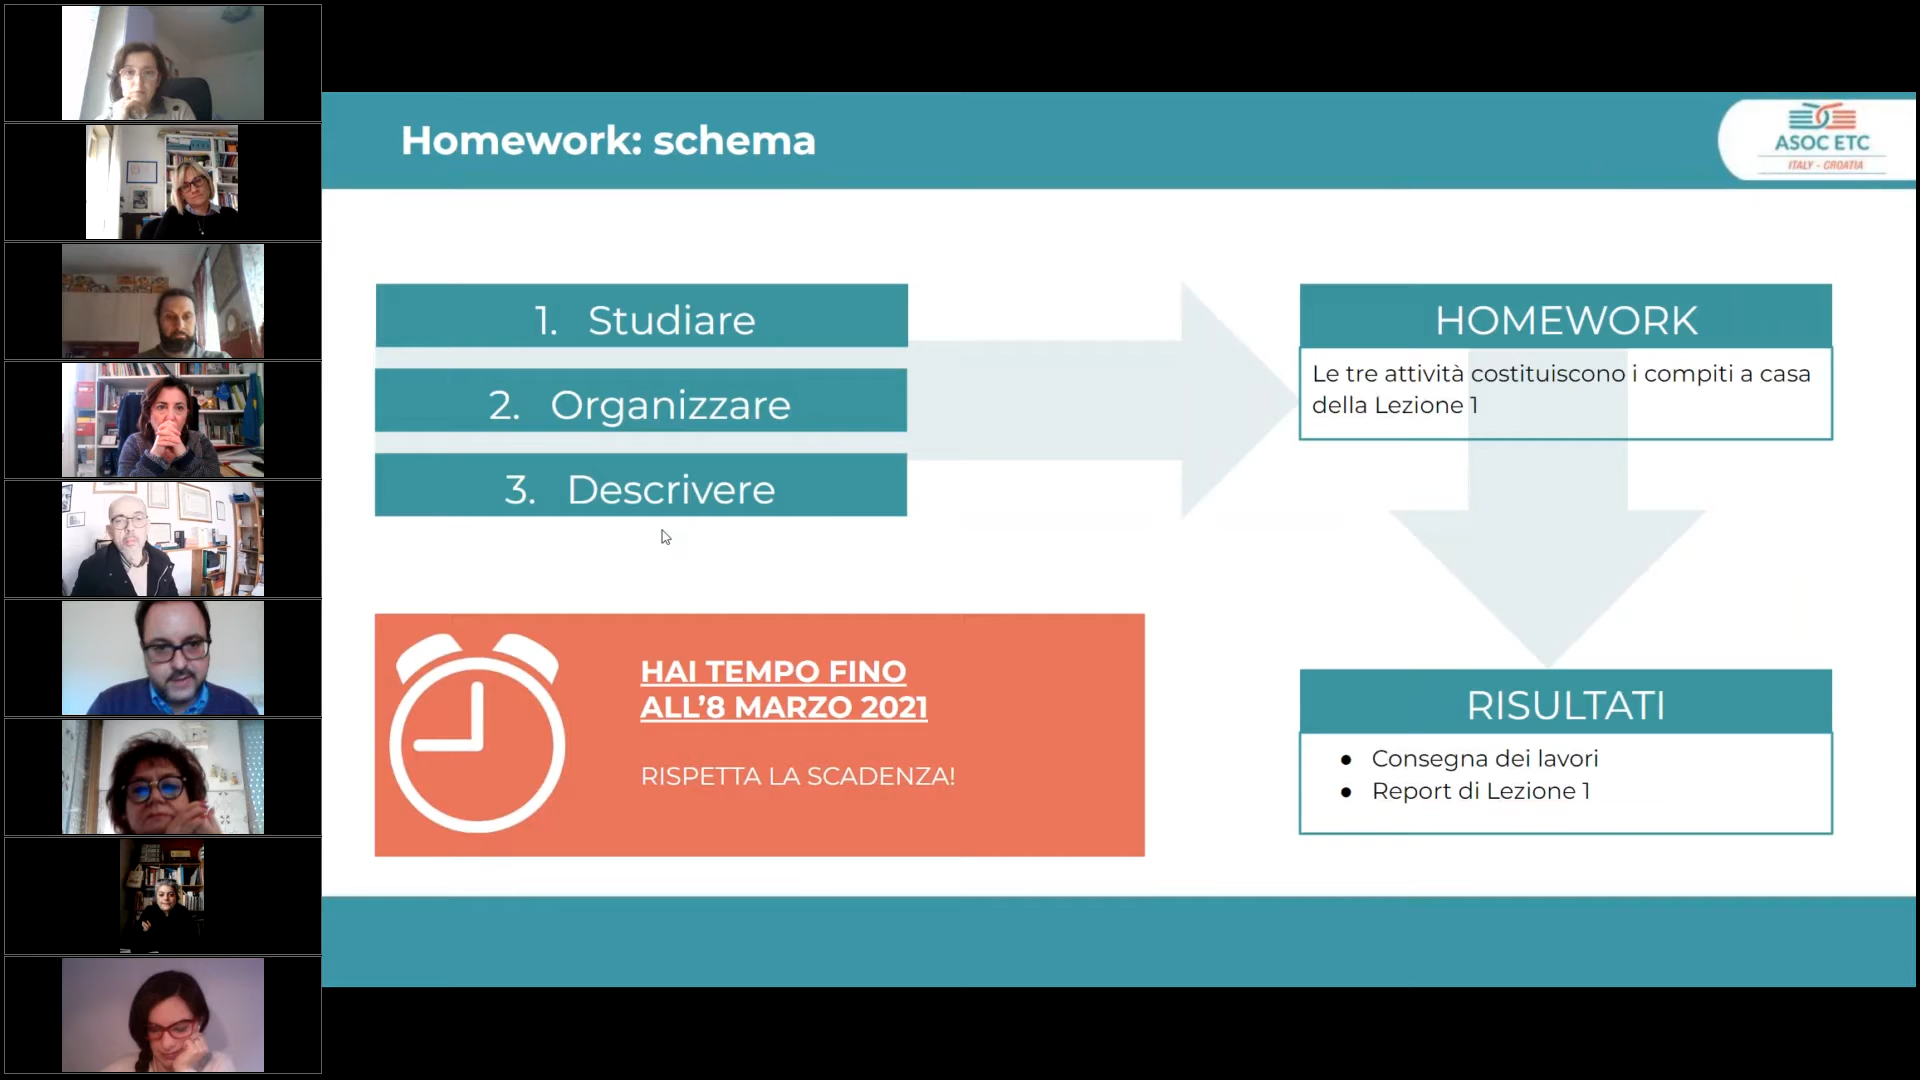 Homework: schema
ASOC ETC
ITALY - CROATIA
1. Studiare
2. Organizzare
3. Descrivere
HOMEWORK
Le tre attività costituiscono i compiti a casa
della Lezione 1
HAI TEMPO FINO
ALL’8 MARZO 2021
RISPETTA LA SCADENZA!
RISULTATI
● Consegna dei lavori
● Report di Lezione 1